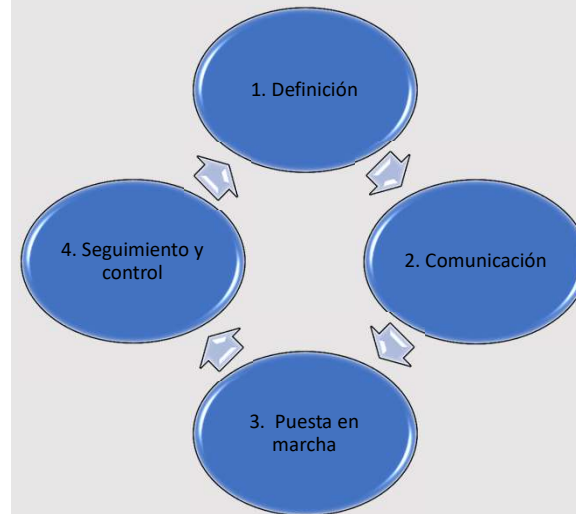 1. Definición
2. Comunicación
3. Puesta en
marcha
4. Seguimiento y
control